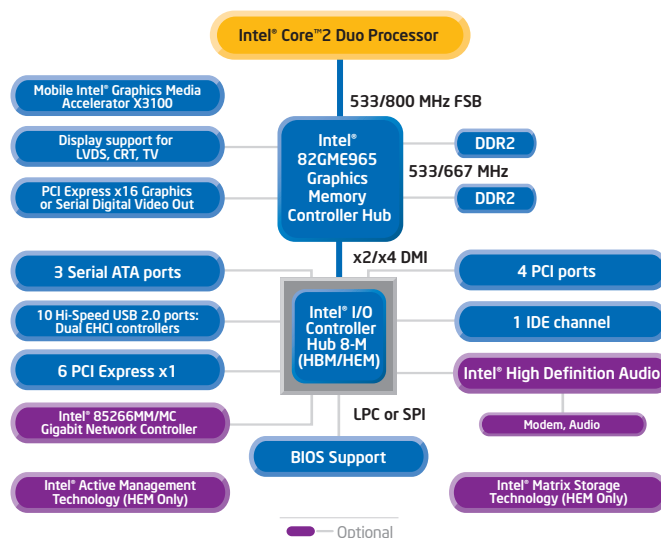 Intel® Core™2 Duo Processor
Mobile Intel® Graphics Media
Accelerator X3100
533/800 MHz FSB
Display support for
LVDS, CRT, TV
Intel®
82GME965
Graphics
Memory
Controller Hub
DDR2
533/667 MHz
PCI Express x16 Graphics
or Serial Digital Video Out
DDR2
x2/x4 DMI
3 Serial ATA ports
4 PCI ports
10 Hi-Speed USB 2.0 ports:
Dual EHCI controllers
Intel® I/O
Controller
Hub 8-M
(HBM/HEM)
1 IDE channel
6 PCI Express x1
Intel® High Definition Audio
Intel® 85266MM/MC
Gigabit Network Controller
LPC or SPI
Modem, Audio
BIOS Support
Intel® Active Management
Technology (HEM Only)
Intel® Matrix Storage
Technology (HEM Only)
Optional